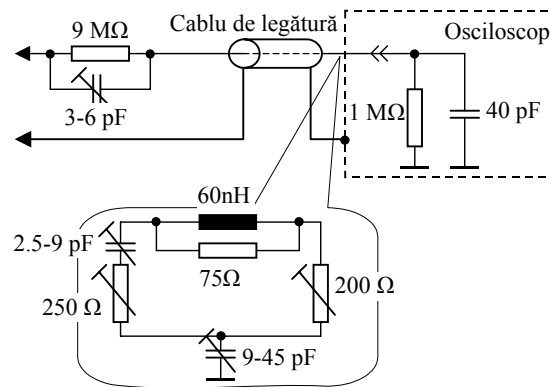 Cablu de legătură
Osciloscop
9 MΩ
3-6 pF
1 MΩ
40 pF
60nH
2.5-9 pF
75Ω
250 Ω
200 Ω
9-45 pF